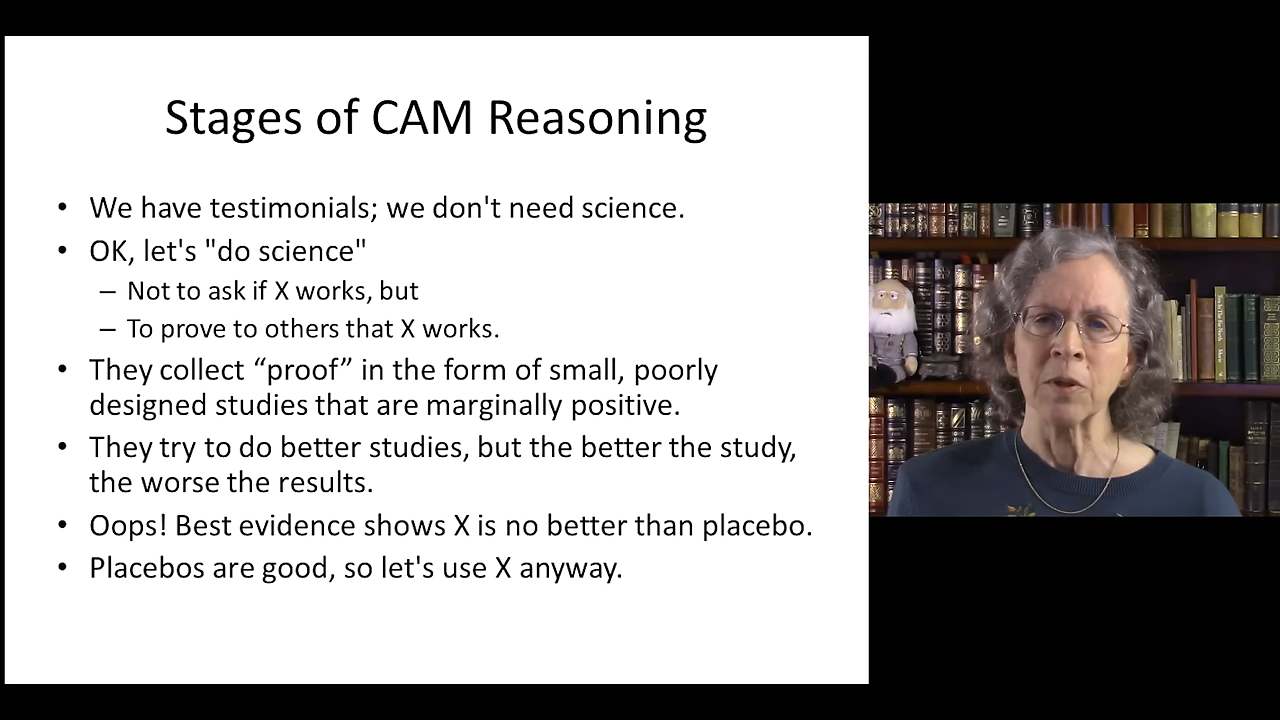 Stages of CAM Reasoning
• We have testimonials; we don't need science.
• OK, let's "do science"
– Not to ask if X works, but
– To prove to others that X works.
• They collect “proof” in the form of small, poorly
designed studies that are marginally positive.
• They try to do better studies, but the better the study,
the worse the results.
• Oops! Best evidence shows X is no better than placebo.
• Placebos are good, so let's use X anyway.